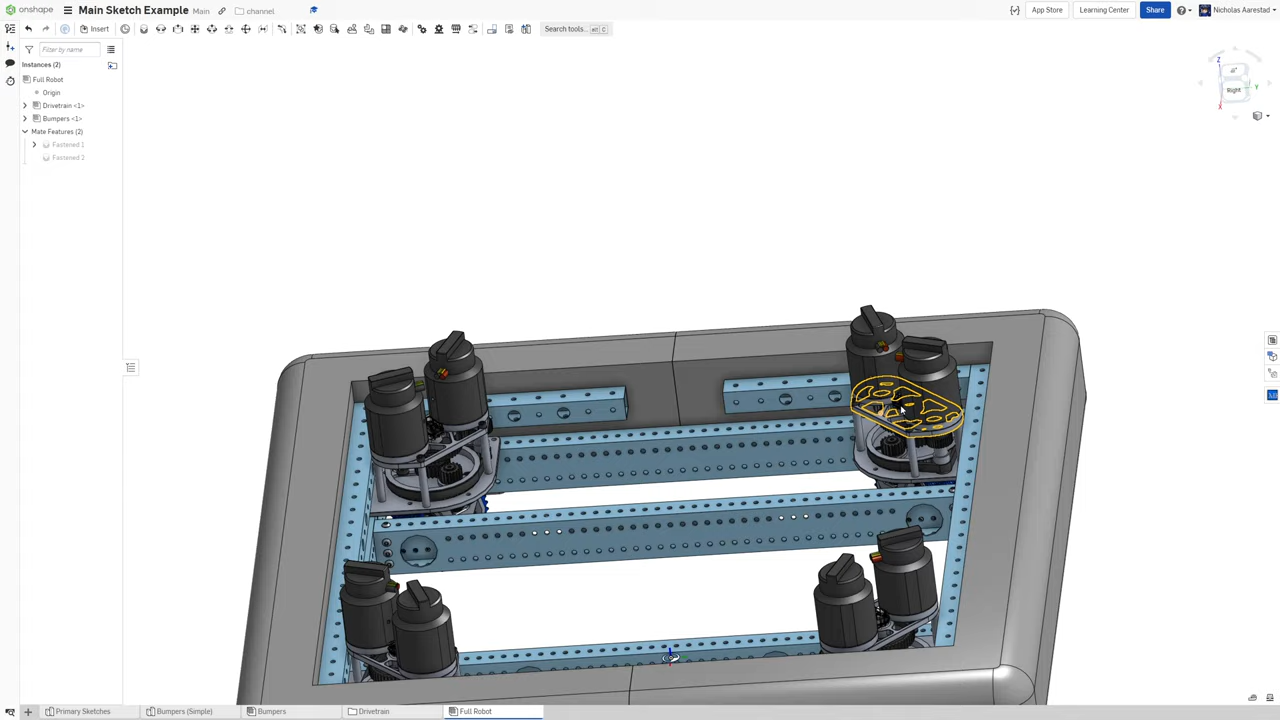 onshape
Main Sketch Example Main channel
App Store Learning Center Share Nicholas Aarestad
Insert
Search tools... alt C
Filter by name
Instances (2)
Full Robot
Origin
Drivetrain <1>
Bumpers <1>
Mate Features (2)
Fastened 1
Fastened 2
Z
Right
Y
X
Primary Sketches
Bumpers (Simple)
Bumpers
Drivetrain
Full Robot